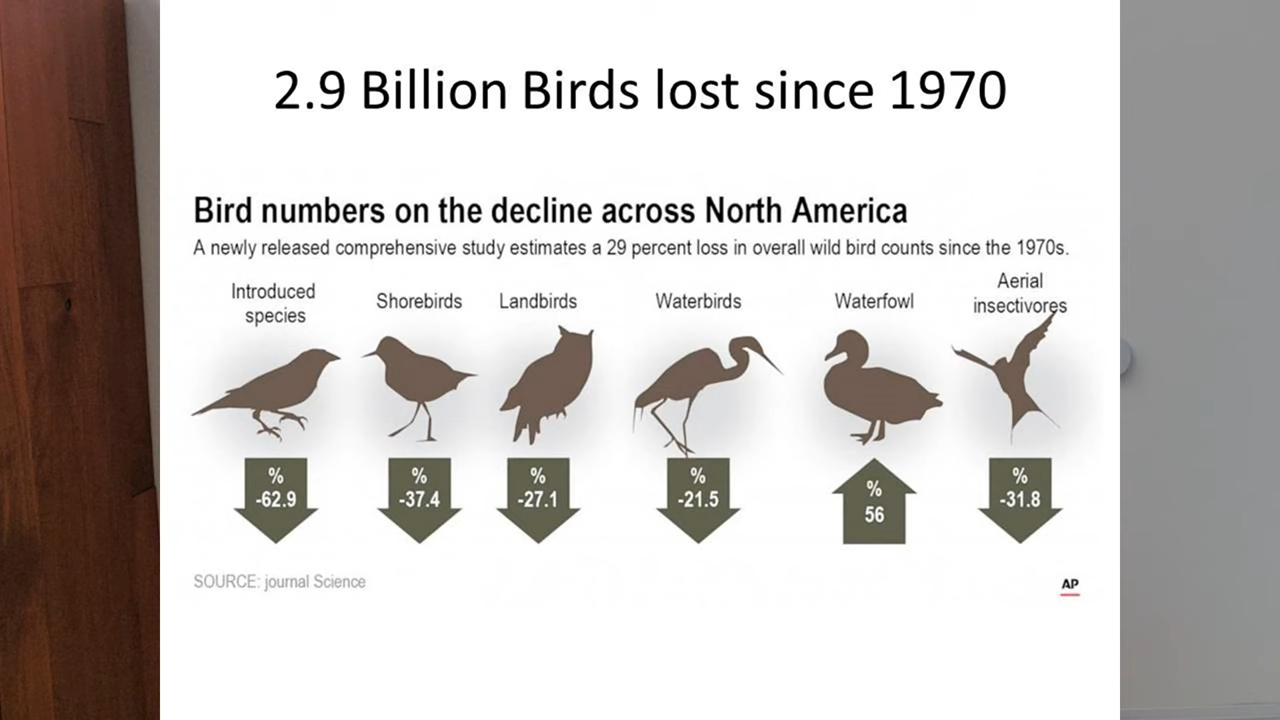 2.9 Billion Birds lost since 1970
Bird numbers on the decline across North America
A newly released comprehensive study estimates a 29 percent loss in overall wild bird counts since the 1970s.
Introduced
species
Shorebirds
Landbirds
Waterbirds
Waterfowl
Aerial
insectivores
%
-62.9
%
-37.4
%
-27.1
%
-21.5
%
56
%
-31.8
SOURCE: journal Science
AP